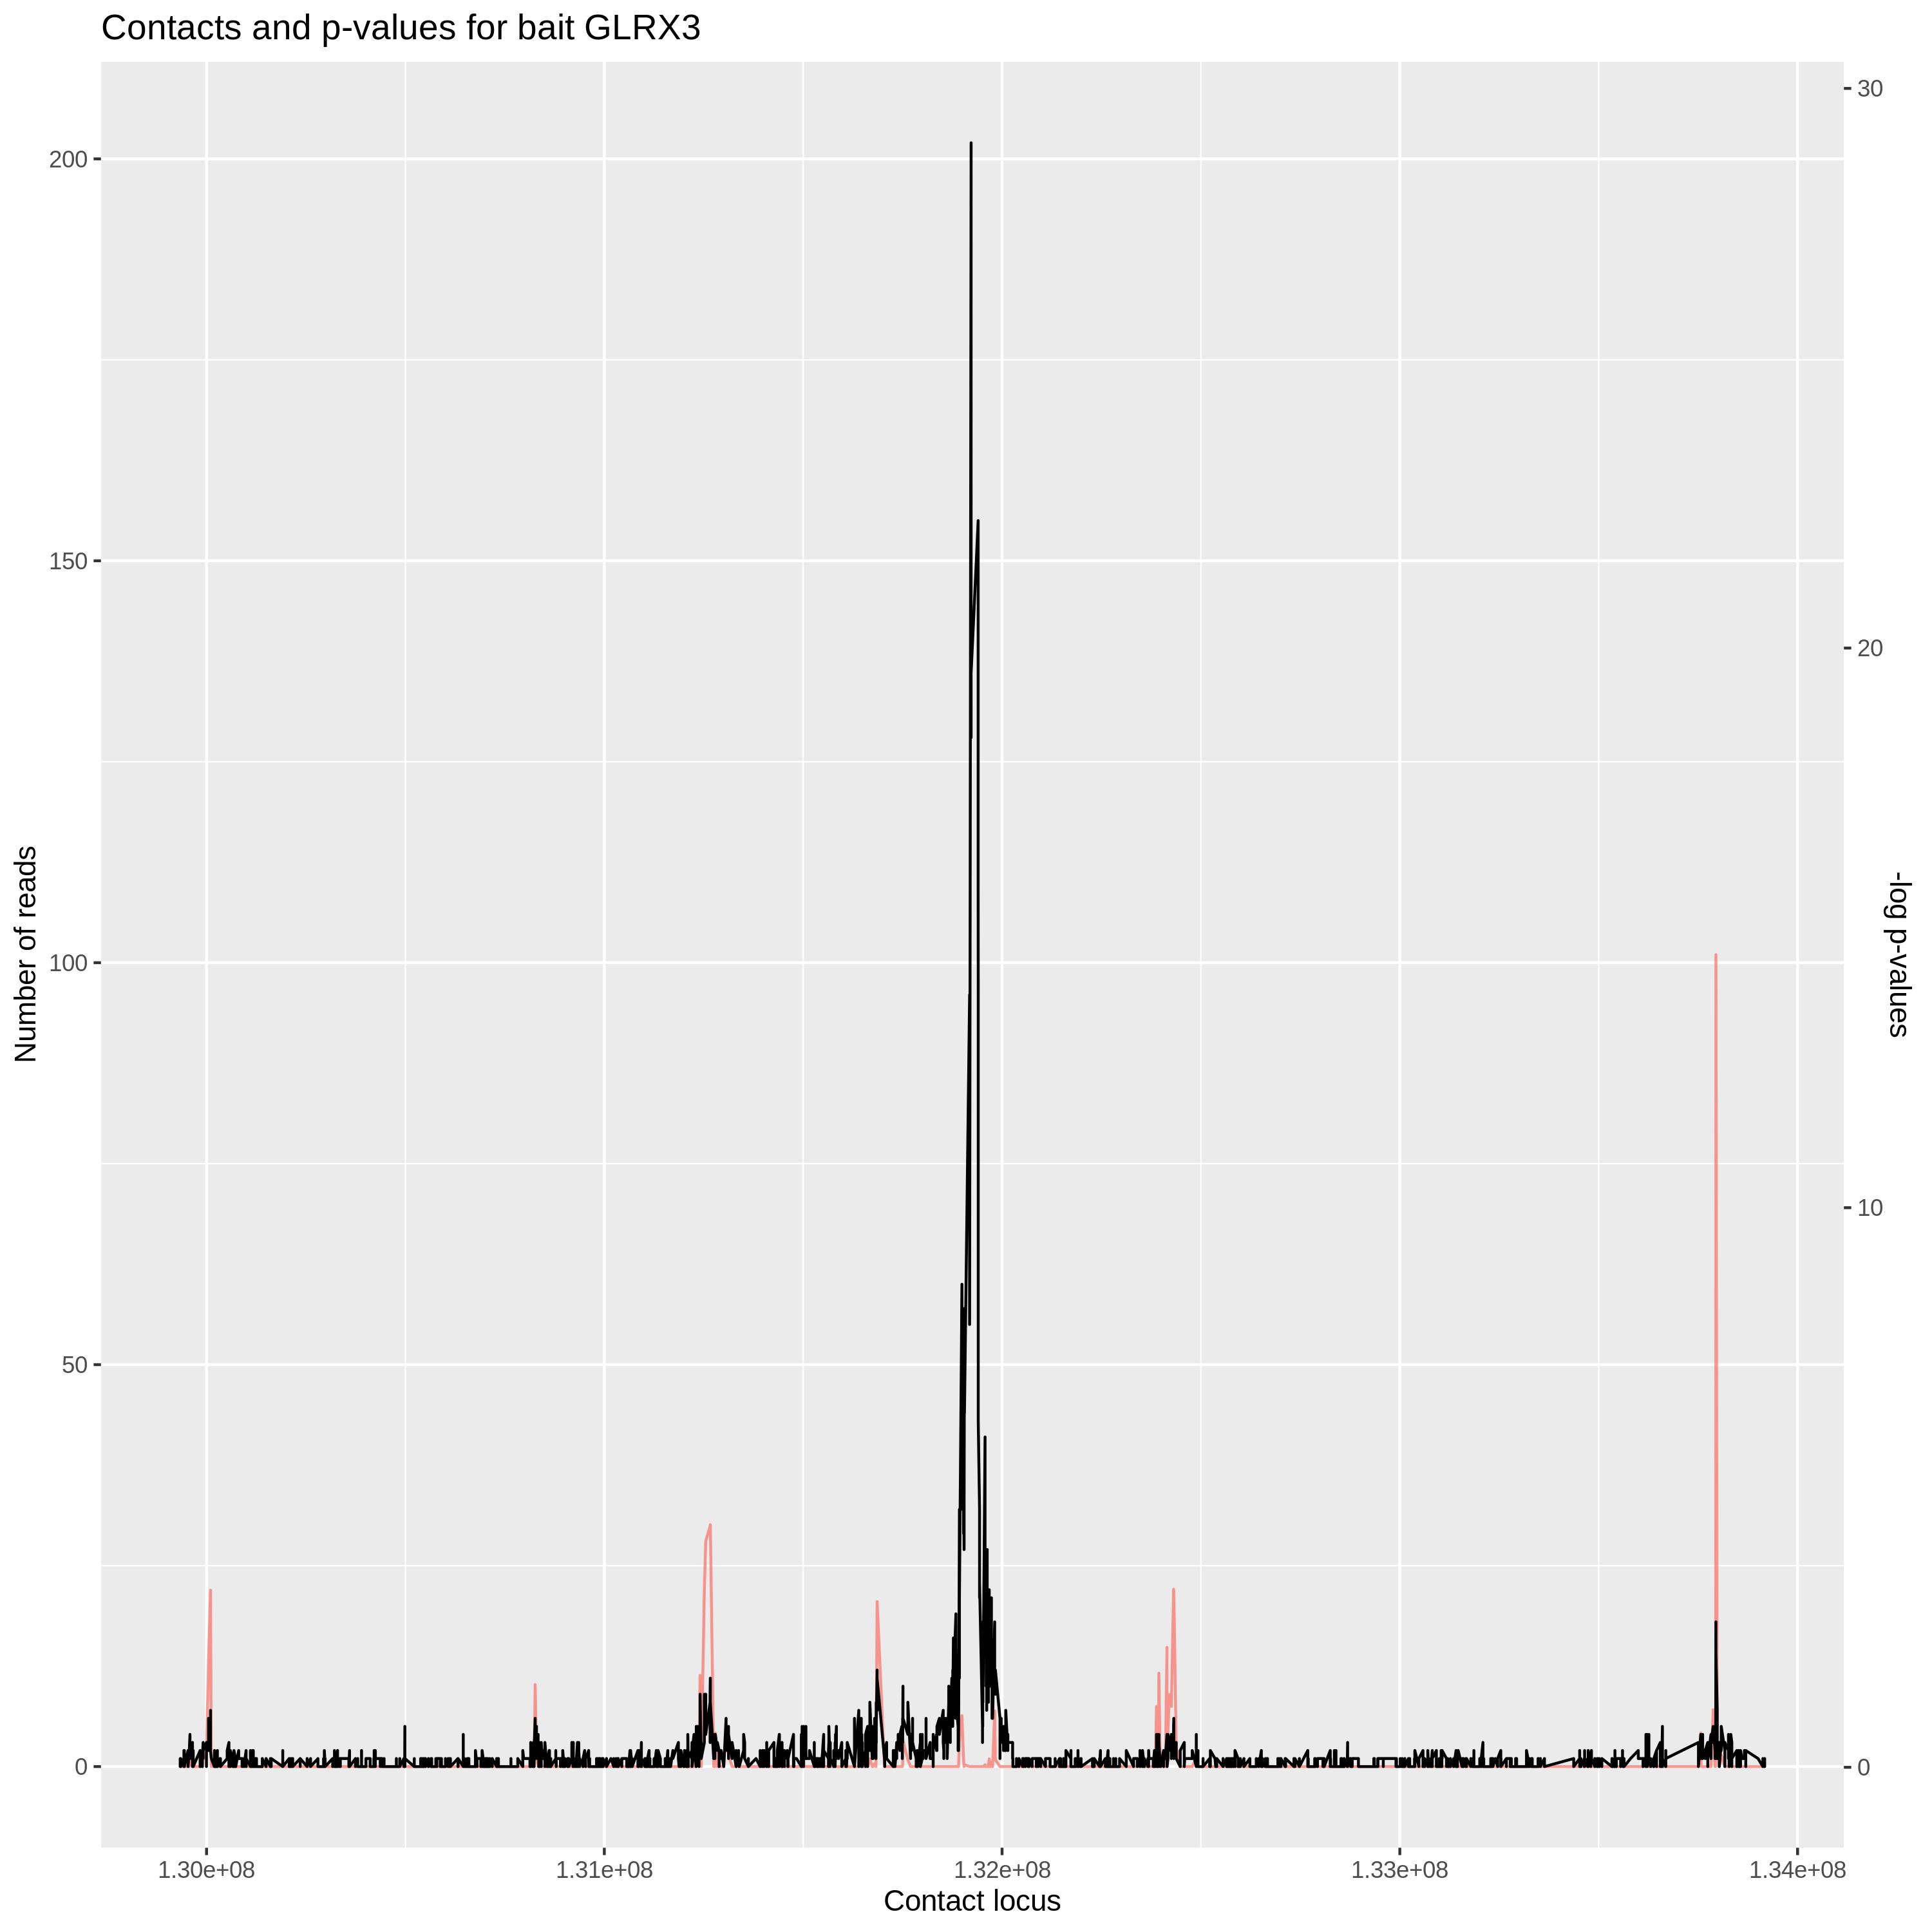 Contacts and p-values for bait GLRX3
Number of reads
200
150
100
50
0
30
20
10
0
-log p-values
1.30e+08
1.31e+08
1.32e+08
1.33e+08
1.34e+08
Contact locus